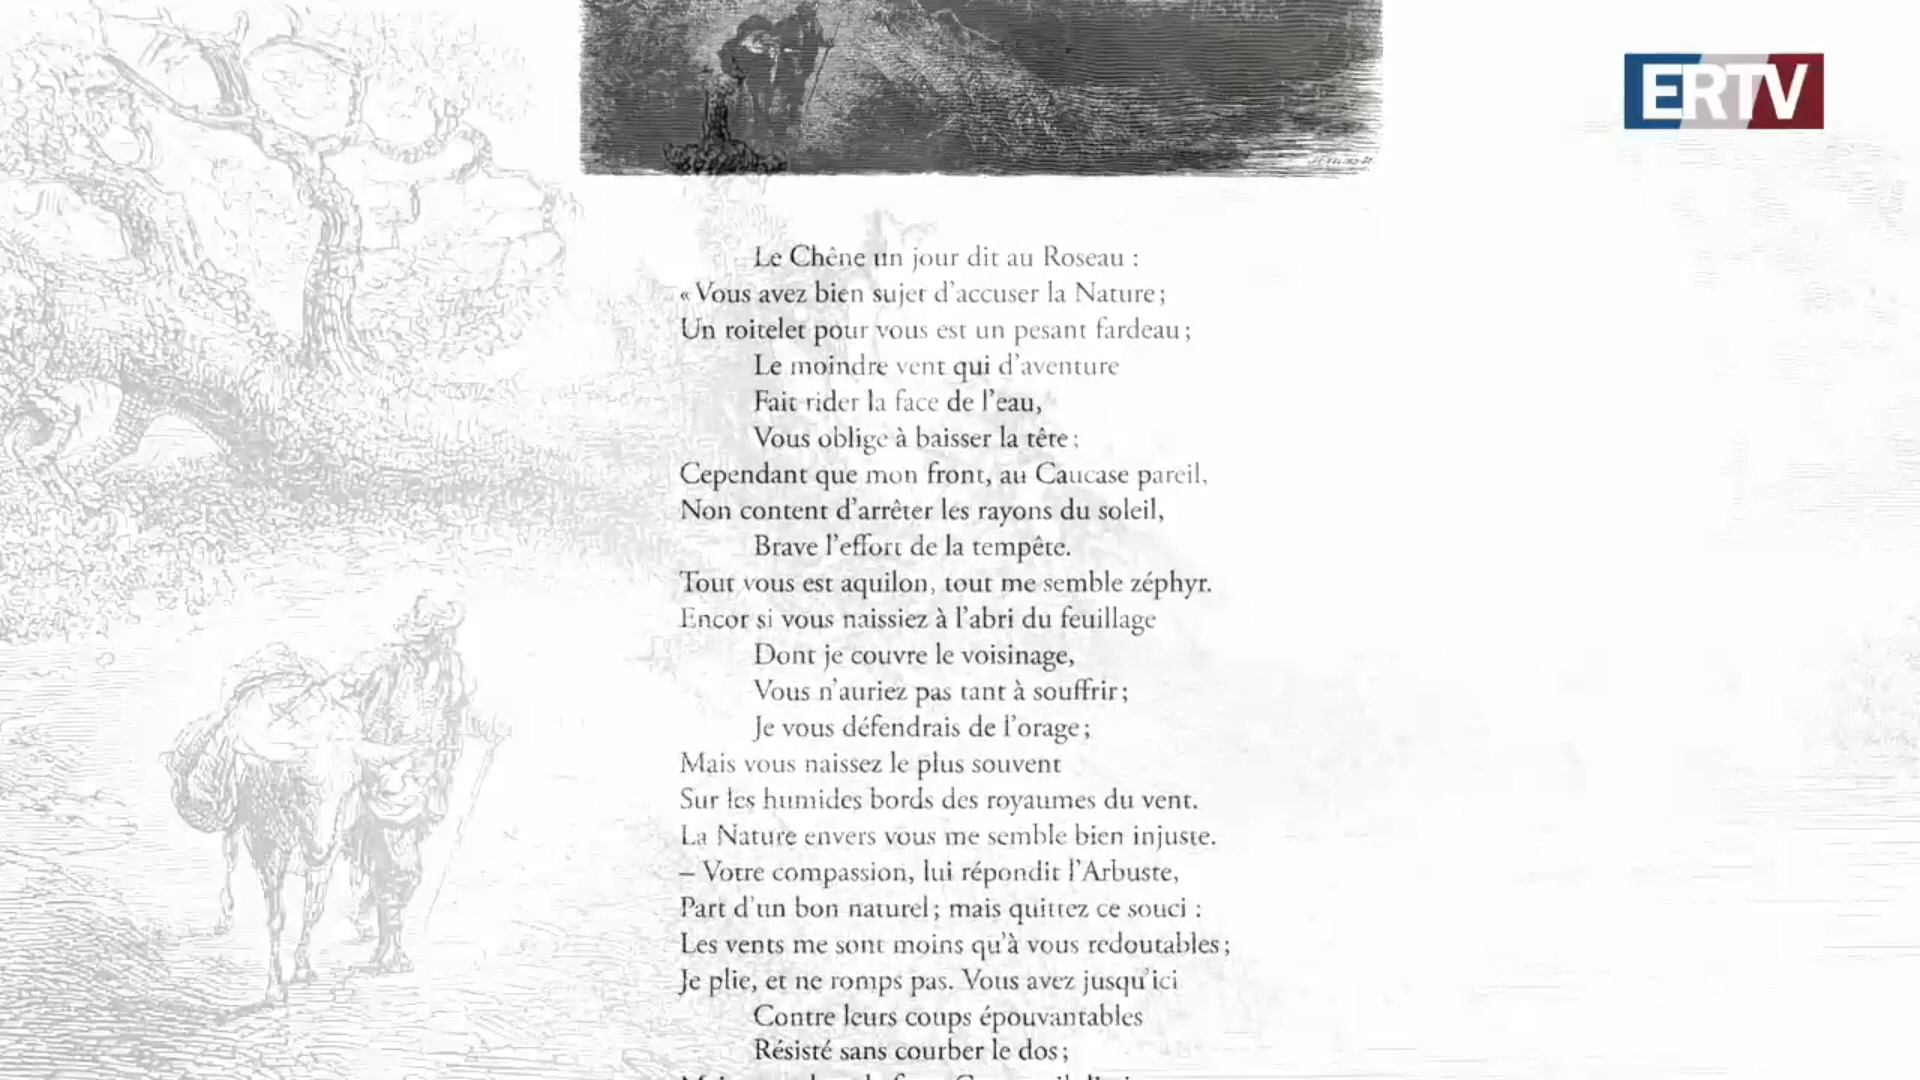 ERTV
Le Chêne un jour dit au Roseau :
« Vous avez bien sujet d'accuser la Nature ;
Un roitelet pour vous est un pesant fardeau ;
Le moindre vent qui d'aventure
Fait rider la face de l'eau,
Vous oblige à baisser la tête ;
Cependant que mon front, au Caucase pareil,
Non content d'arrêter les rayons du soleil,
Brave l'effort de la tempête.
Tout vous est aquilon, tout me semble zéphyr.
Encor si vous naissiez à l'abri du feuillage
Dont je couvre le voisinage,
Vous n'auriez pas tant à souffrir ;
Je vous défendrais de l'orage ;
Mais vous naissez le plus souvent
Sur les humides bords des royaumes du vent.
La Nature envers vous me semble bien injuste.
– Votre compassion, lui répondit l'Arbuste,
Part d'un bon naturel ; mais quittez ce souci :
Les vents me sont moins qu'à vous redoutables ;
Je plie, et ne romps pas. Vous avez jusqu'ici
Contre leurs coups épouvantables
Résisté sans courber le dos ;